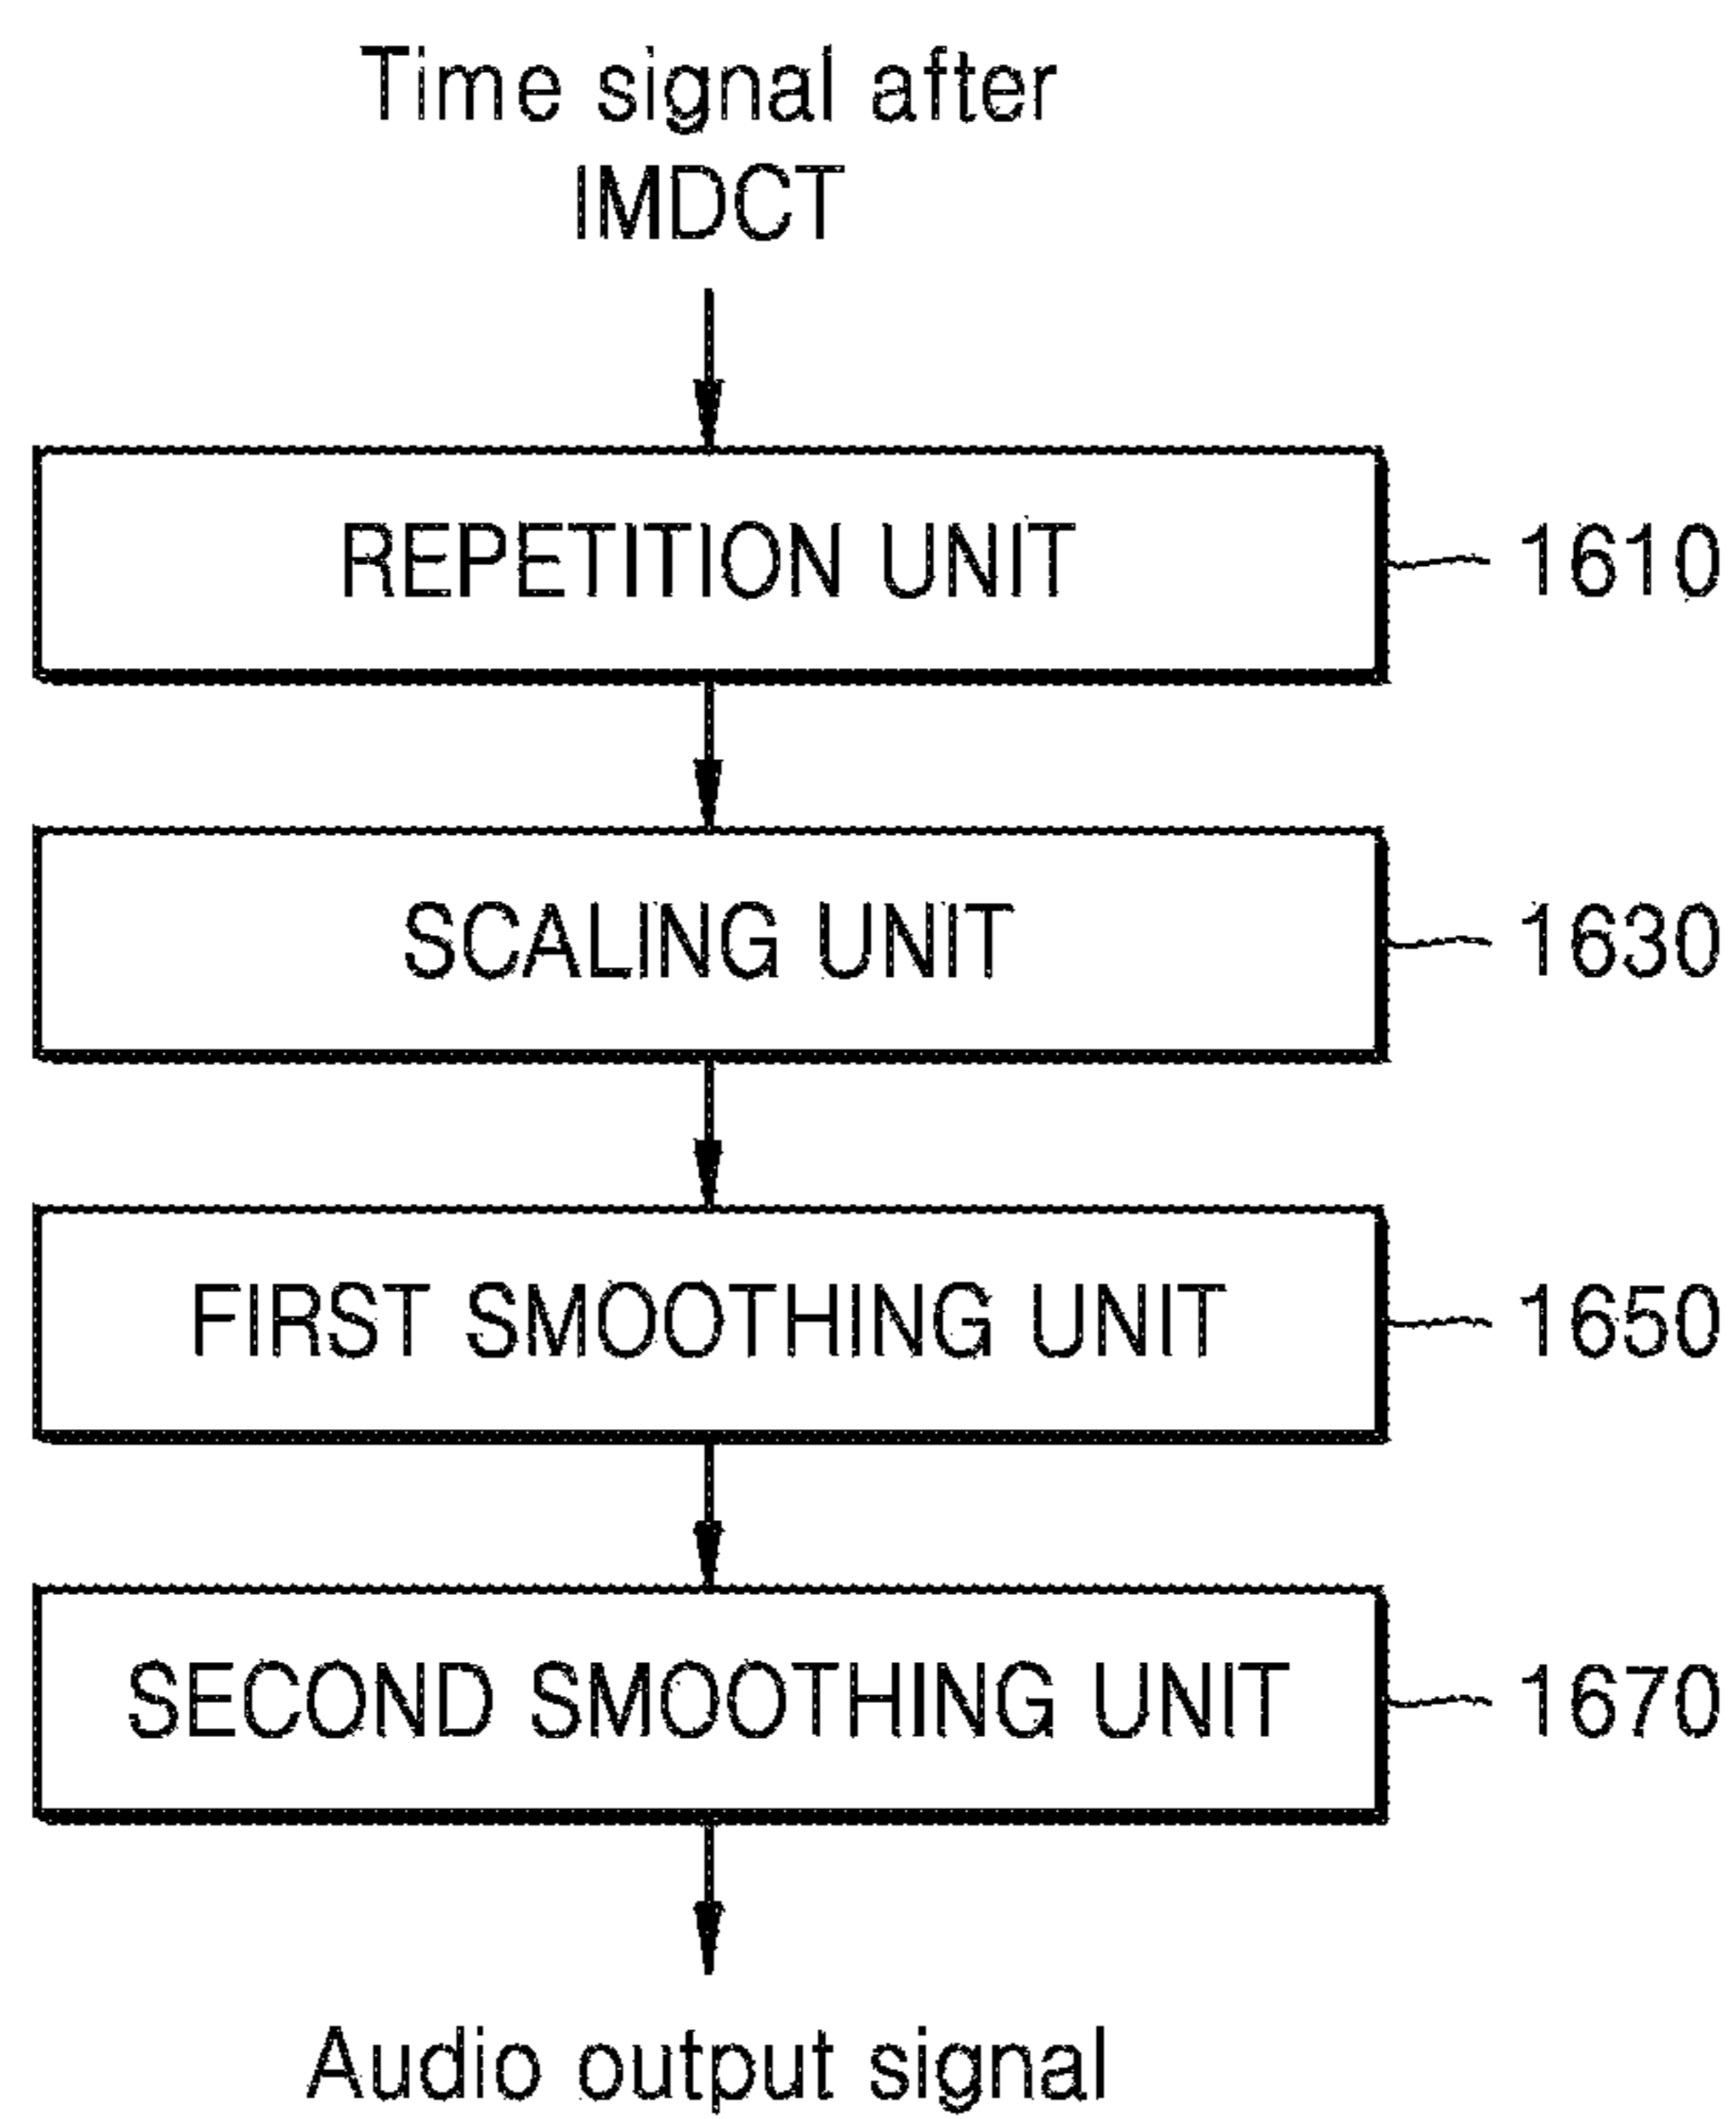 Time signal after
IMDCT
REPETITION UNIT 1610
SCALING UNIT 1630
FIRST SMOOTHING UNIT 1650
SECOND SMOOTHING UNIT 1670
Audio output signal